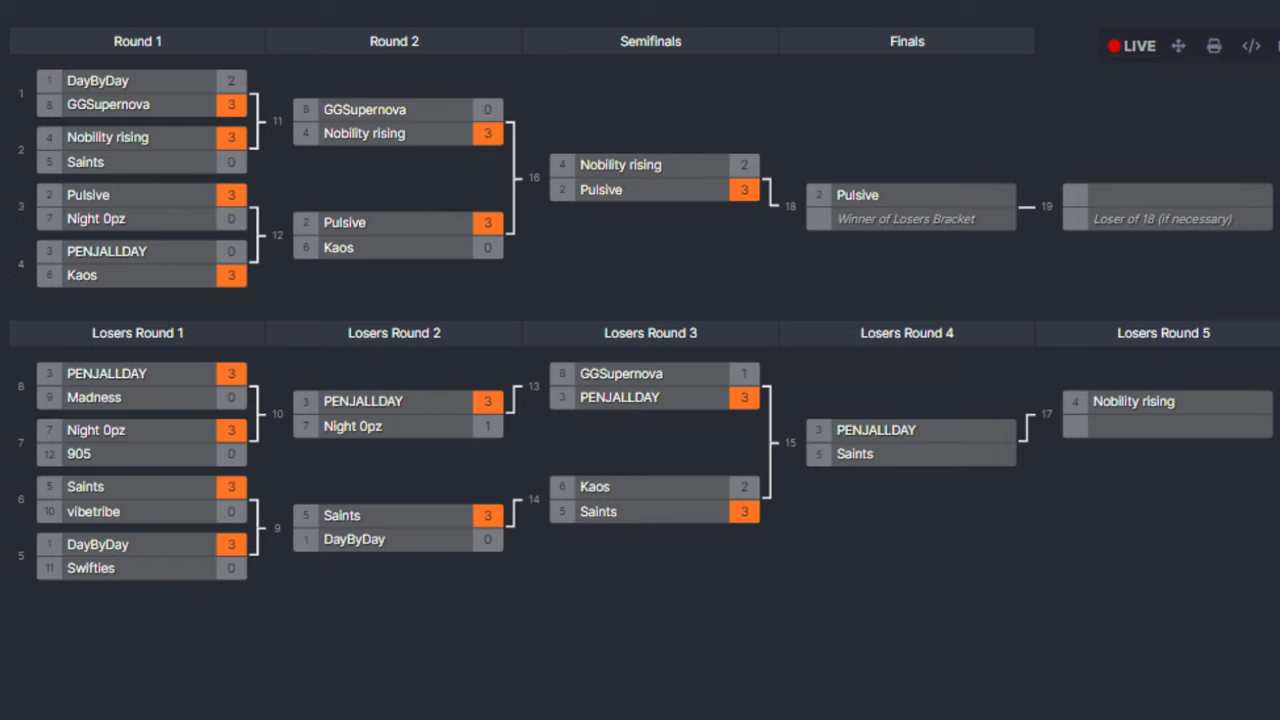 Round 1 Round 2 Semifinals Finals
LIVE
1
1 DayByDay 2
8 GGSupernova 3
2
4 Nobility rising 3
5 Saints 0
3
2 Pulsive 3
7 Night 0pz 0
4
3 PENJALLDAY 0
6 Kaos 3
11
8 GGSupernova 0
4 Nobility rising 3
12
2 Pulsive 3
6 Kaos 0
16
4 Nobility rising 2
2 Pulsive 3
18
2 Pulsive
Winner of Losers Bracket
19
Loser of 18 (if necessary)
Losers Round 1 Losers Round 2 Losers Round 3 Losers Round 4 Losers Round 5
8
3 PENJALLDAY 3
9 Madness 0
7
7 Night 0pz 3
12 905 0
6
5 Saints 3
10 vibetribe 0
5
1 DayByDay 3
11 Swifties 0
10
3 PENJALLDAY 3
7 Night 0pz 1
9
5 Saints 3
1 DayByDay 0
13
8 GGSupernova 1
3 PENJALLDAY 3
14
6 Kaos 2
5 Saints 3
15
3 PENJALLDAY
5 Saints
17
4 Nobility rising